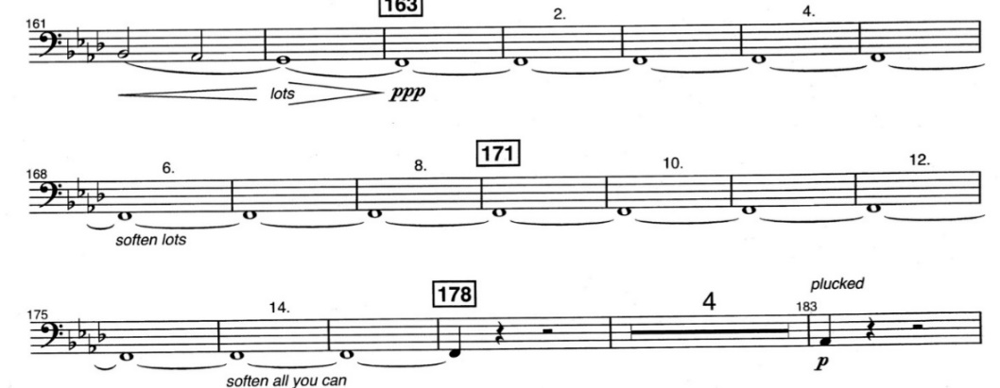 163
161 2. 4.
lots ppp
171
168 6. 8. 10. 12.
soften lots
178 plucked
175 14. 4 183
p
soften all you can